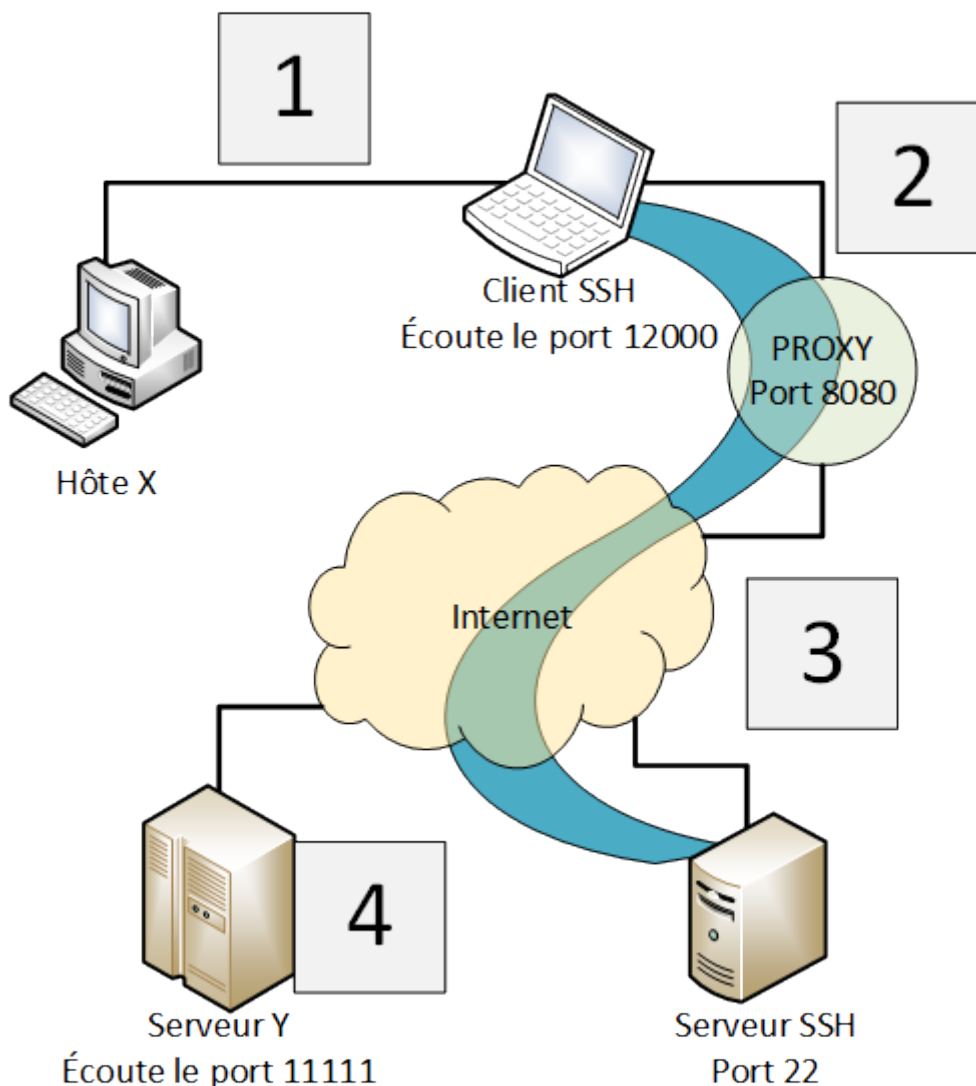 1
2
Client SSH
Écoute le port 12000
PROXY
Port 8080
Hôte X
Internet
3
4
Serveur Y
Écoute le port 11111
Serveur SSH
Port 22